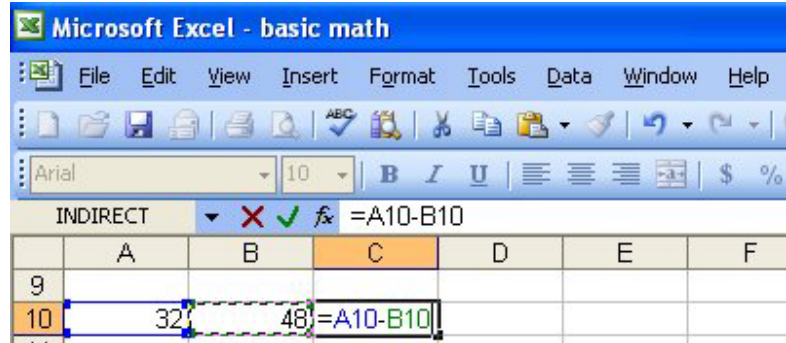 Microsoft Excel - basic math
File Edit View Insert Format Tools Data Window Help
ABC
Arial 10 B I U a $ %
INDIRECT fx =A10-B10
A B C D E F
9
10 32 48 =A10-B10